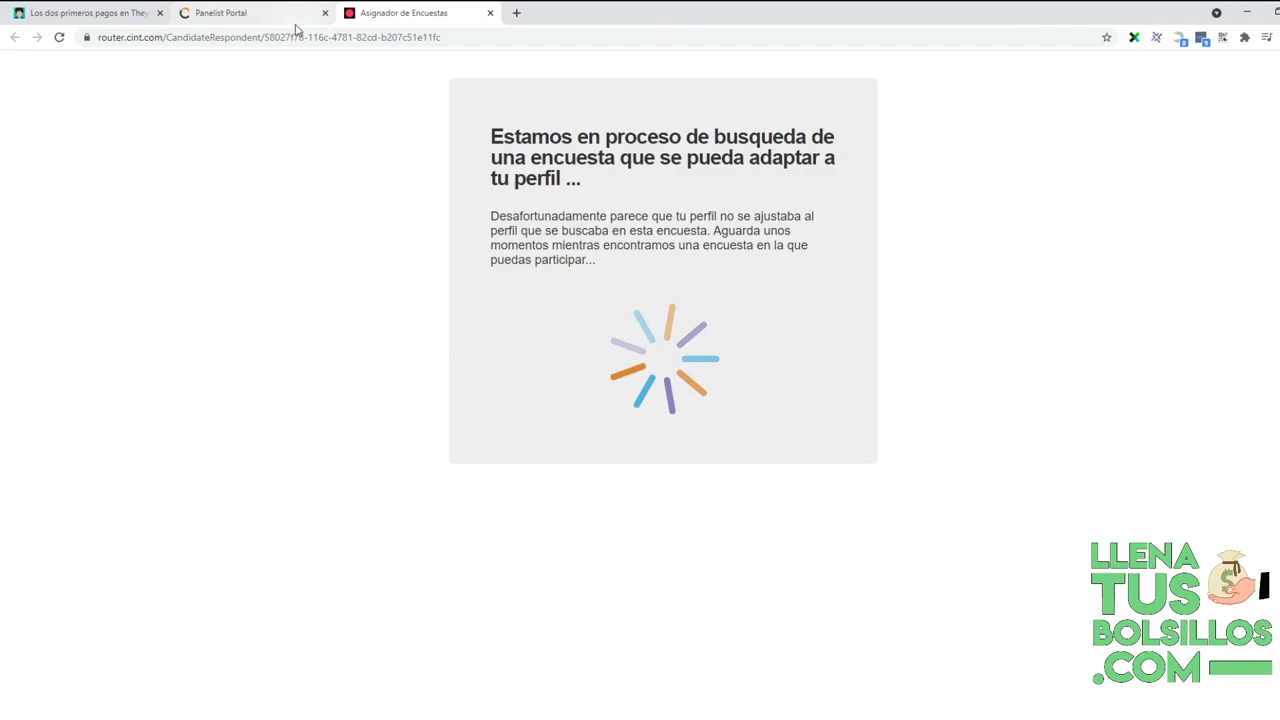 Los dos primeros pagos en They
Panelist Portal
Asignador de Encuestas
router.cint.com/CandidateRespondent/58027f78-116c-4781-82cd-b207c51e11fc
Estamos en proceso de busqueda de
una encuesta que se pueda adaptar a
tu perfil ...
Desafortunadamente parece que tu perfil no se ajustaba al
perfil que se buscaba en esta encuesta. Aguarda unos
momentos mientras encontramos una encuesta en la que
puedas participar...
LLENA
TUS
BOLSILLOS
.COM